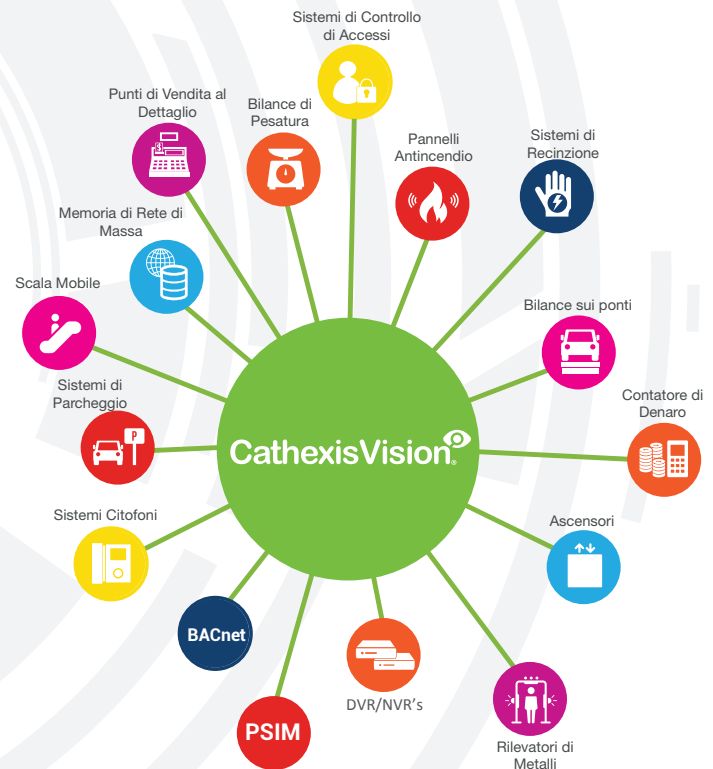 Sistemi di Controllo
di Accessi
Punti di Vendita al
Dettaglio
Bilance di
Pesatura
Pannelli
Antincendio
Sistemi di
Recinzione
Memoria di Rete di
Massa
Scala Mobile
Bilance sui ponti
Sistemi di
Parcheggio
P
Contatore di
Denaro
CathexisVision®
Sistemi Citofoni
Ascensori
BACnet
PSIM
DVR/NVR's
Rilevatori di
Metalli